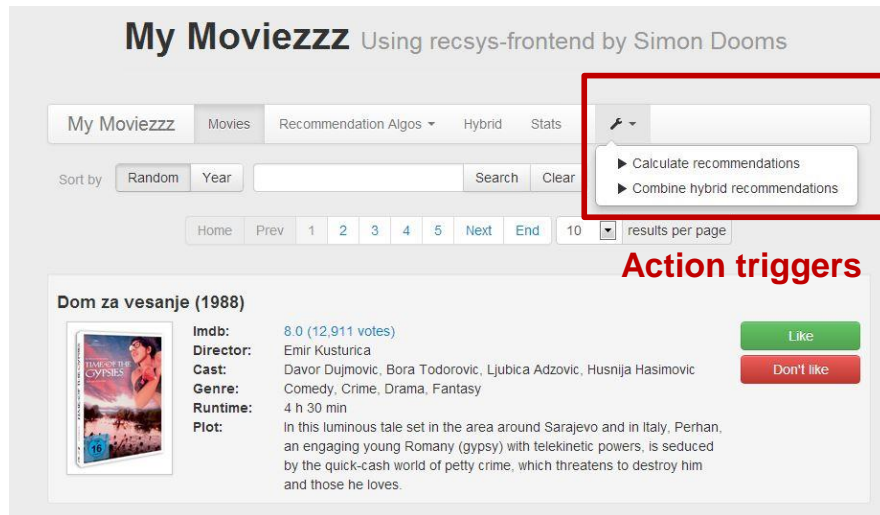 My Moviezzz Using recsys-frontend by Simon Dooms
My Moviezzz Movies Recommendation Algos Hybrid Stats
Calculate recommendations
Combine hybrid recommendations
Sort by Random Year Search Clear
Home Prev 1 2 3 4 5 Next End 10 results per page
Action triggers
Dom za vesanje (1988)
TIME OF THE
GYPSIES
16
Imdb: 8.0 (12,911 votes)
Director: Emir Kusturica
Cast: Davor Dujmovic, Bora Todorovic, Ljubica Adzovic, Husnija Hasimovic
Genre: Comedy, Crime, Drama, Fantasy
Runtime: 4 h 30 min
Plot: In this luminous tale set in the area around Sarajevo and in Italy, Perhan,
an engaging young Romany (gypsy) with telekinetic powers, is seduced
by the quick-cash world of petty crime, which threatens to destroy him
and those he loves.
Like
Don't like